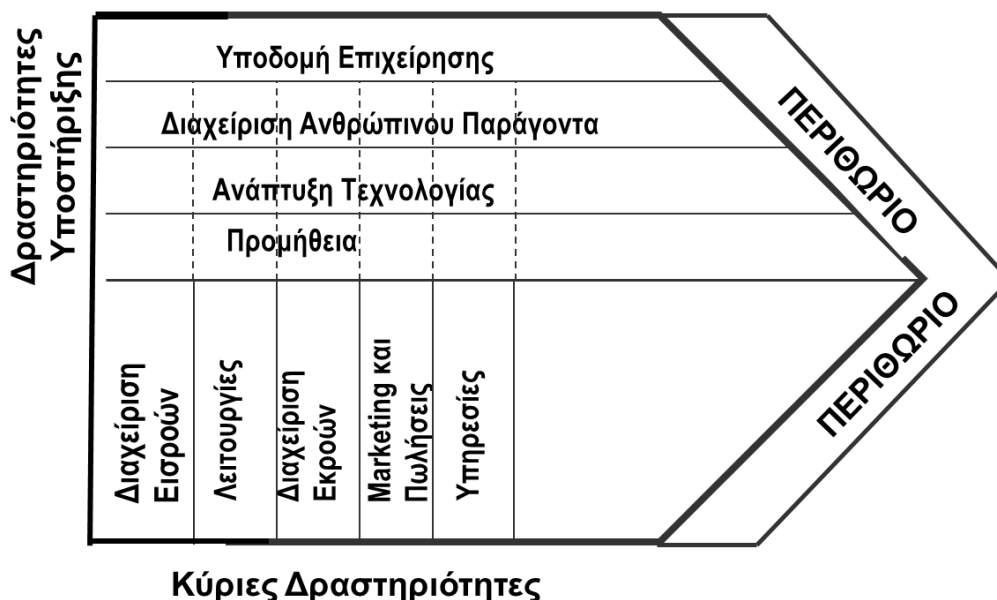 Δραστηριότητες
Υποστήριξης
Υποδομή Επιχείρησης
Διαχείριση Ανθρώπινου Παράγοντα
Ανάπτυξη Τεχνολογίας
Προμήθεια
ΠΕΡΙΘΩΡΙΟ
ΠΕΡΙΘΩΡΙΟ
Διαχείριση
Εισροών
Λειτουργίες
Διαχείριση
Εκροών
Marketing και
Πωλήσεις
Υπηρεσίες
Κύριες Δραστηριότητες